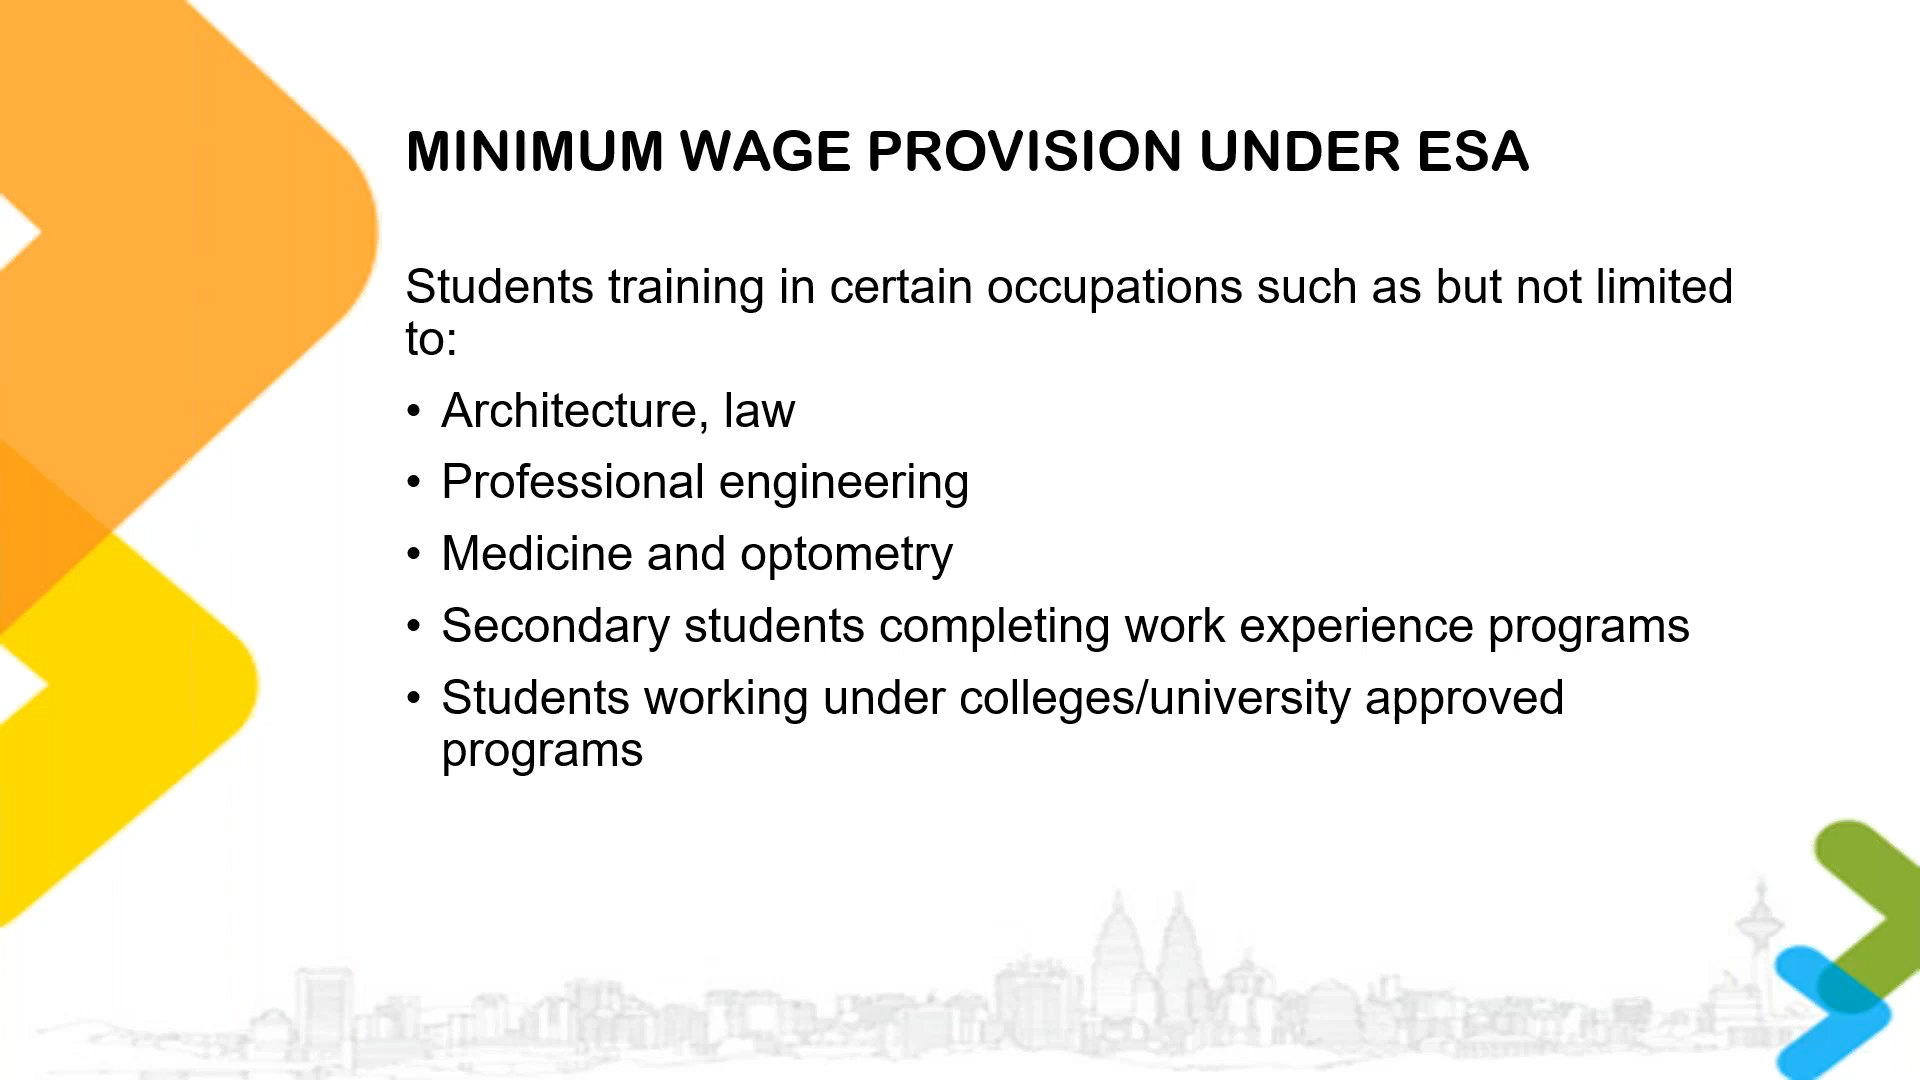 MINIMUM WAGE PROVISION UNDER ESA
Students training in certain occupations such as but not limited
to:
• Architecture, law
• Professional engineering
• Medicine and optometry
• Secondary students completing work experience programs
• Students working under colleges/university approved
programs